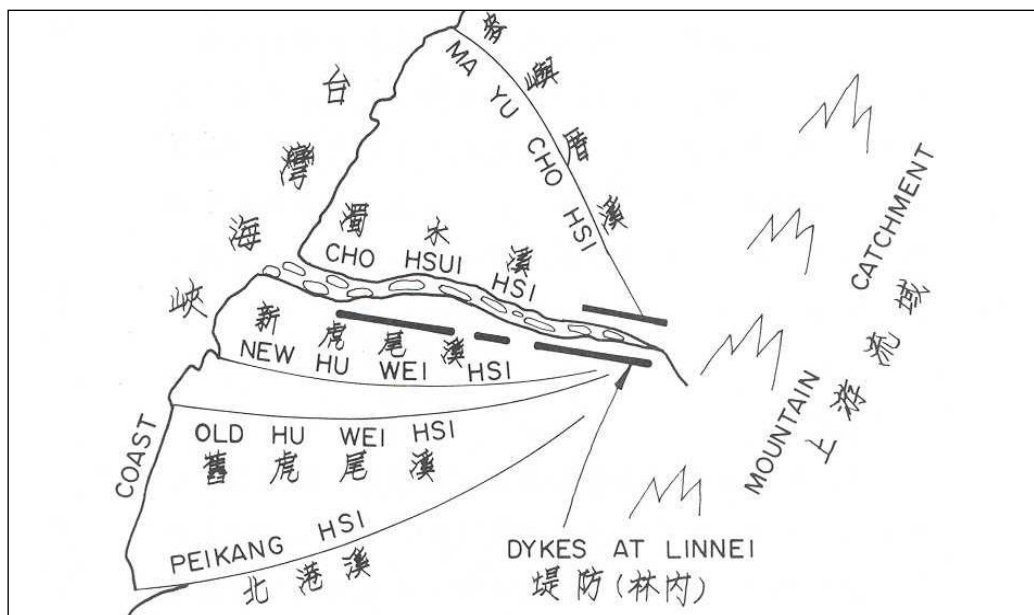 麥嶼厝溪
MA YU CHO HSI
台灣海峽
濁水溪
CHO HSUI HSI
新虎尾溪
NEW HU WEI HSI
OLD HU WEI HSI
舊虎尾溪
COAST
PEIKANG HSI
北港溪
MOUNTAIN CATCHMENT
上游流域
DYKES AT LINNEI
堤防(林内)